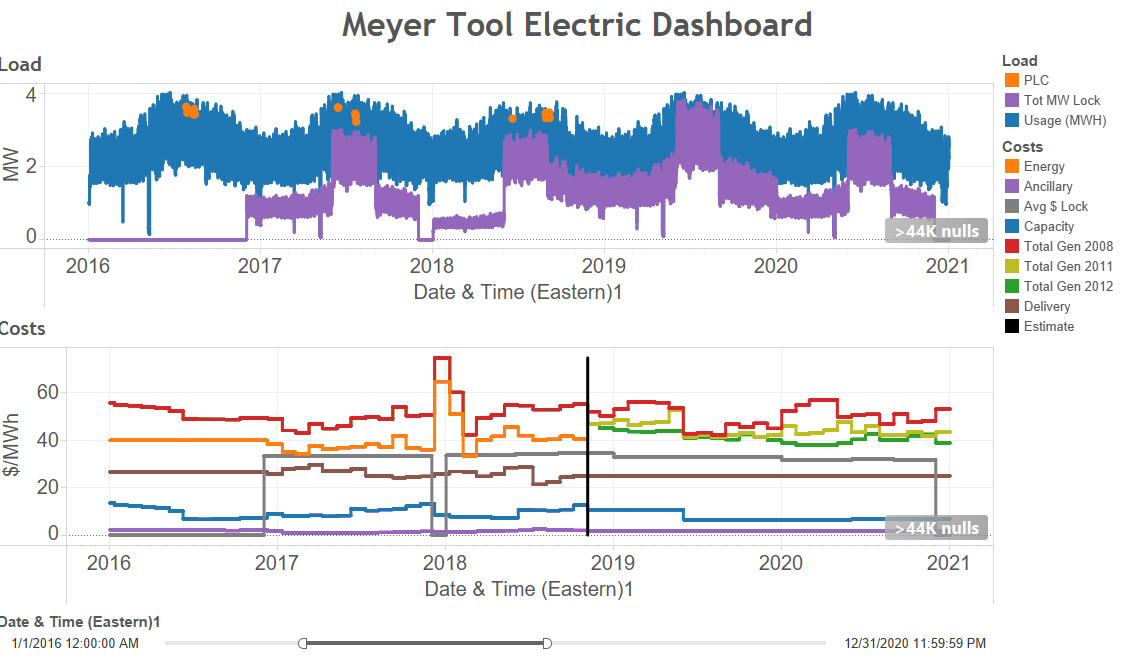 Meyer Tool Electric Dashboard
Load
4
2
0
MW
>44K nulls
2016 2017 2018 2019 2020 2021
Date & Time (Eastern)1
Costs
60
40
20
0
$/MWh
>44K nulls
2016 2017 2018 2019 2020 2021
Date & Time (Eastern)1
Load
PLC
Tot MW Lock
Usage (MWH)
Costs
Energy
Ancillary
Avg $ Lock
Capacity
Total Gen 2008
Total Gen 2011
Total Gen 2012
Delivery
Estimate
Date & Time (Eastern)1
1/1/2016 12:00:00 AM 12/31/2020 11:59:59 PM